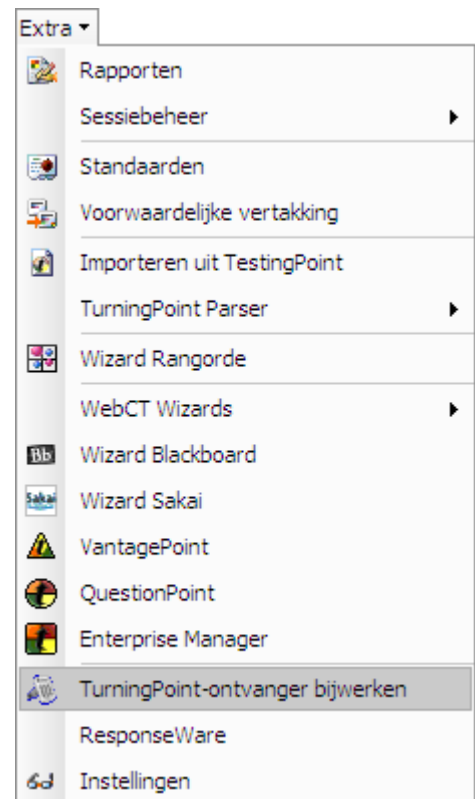 Extra
Rapporten
Sessiebeheer
Standaarden
Voorwaardelijke vertakking
Importeren uit TestingPoint
TurningPoint Parser
Wizard Rangorde
WebCT Wizards
Bb Wizard Blackboard
Sakai Wizard Sakai
VantagePoint
QuestionPoint
Enterprise Manager
TurningPoint-ontvanger bijwerken
ResponseWare
Instellingen